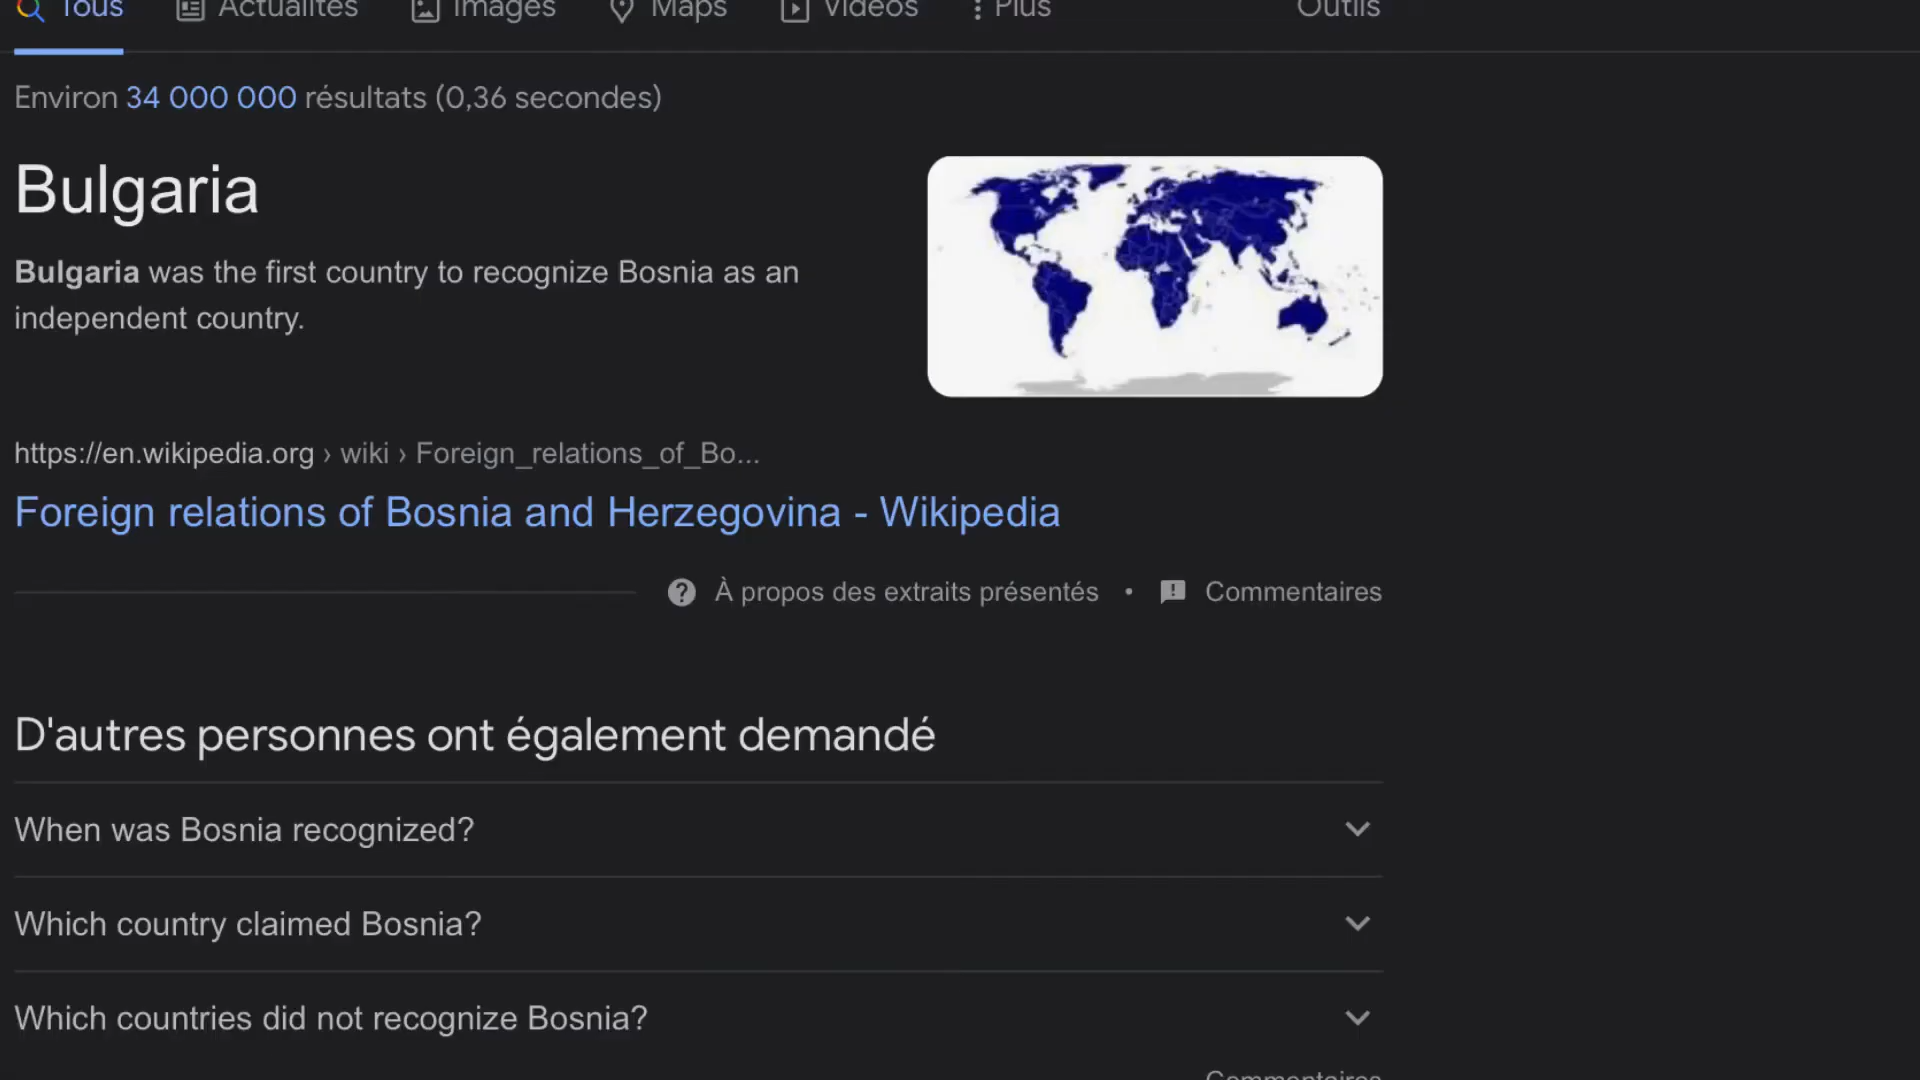 Tous Actualités Images Maps Vidéos Plus Outils
Environ 34 000 000 résultats (0,36 secondes)
Bulgaria
Bulgaria was the first country to recognize Bosnia as an
independent country.
https://en.wikipedia.org › wiki › Foreign_relations_of_Bo...
Foreign relations of Bosnia and Herzegovina - Wikipedia
À propos des extraits présentés • Commentaires
D'autres personnes ont également demandé
When was Bosnia recognized?
Which country claimed Bosnia?
Which countries did not recognize Bosnia?
Commentaires